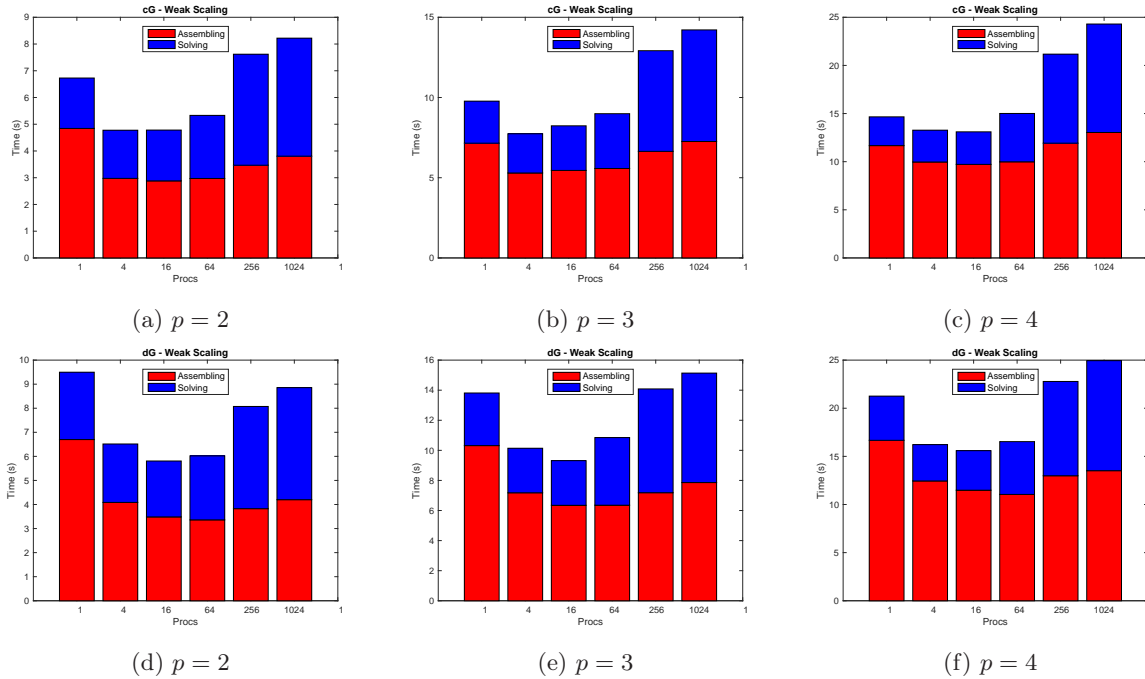 cG - Weak Scaling
9
8
7
6
5
4
3
2
1
0
Time (s)
Assembling
Solving
1 4 16 64 256 1024 1
Procs
(a) p = 2
cG - Weak Scaling
15
10
5
0
Time (s)
Assembling
Solving
1 4 16 64 256 1024 1
Procs
(b) p = 3
cG - Weak Scaling
25
20
15
10
5
0
Time (s)
Assembling
Solving
1 4 16 64 256 1024
Procs
(c) p = 4
dG - Weak Scaling
10
9
8
7
6
5
4
3
2
1
0
Time (s)
Assembling
Solving
1 4 16 64 256 1024 1
Procs
(d) p = 2
dG - Weak Scaling
16
14
12
10
8
6
4
2
0
Time (s)
Assembling
Solving
1 4 16 64 256 1024 1
Procs
(e) p = 3
dG - Weak Scaling
25
20
15
10
5
0
Time (s)
Assembling
Solving
1 4 16 64 256 1024
Procs
(f) p = 4